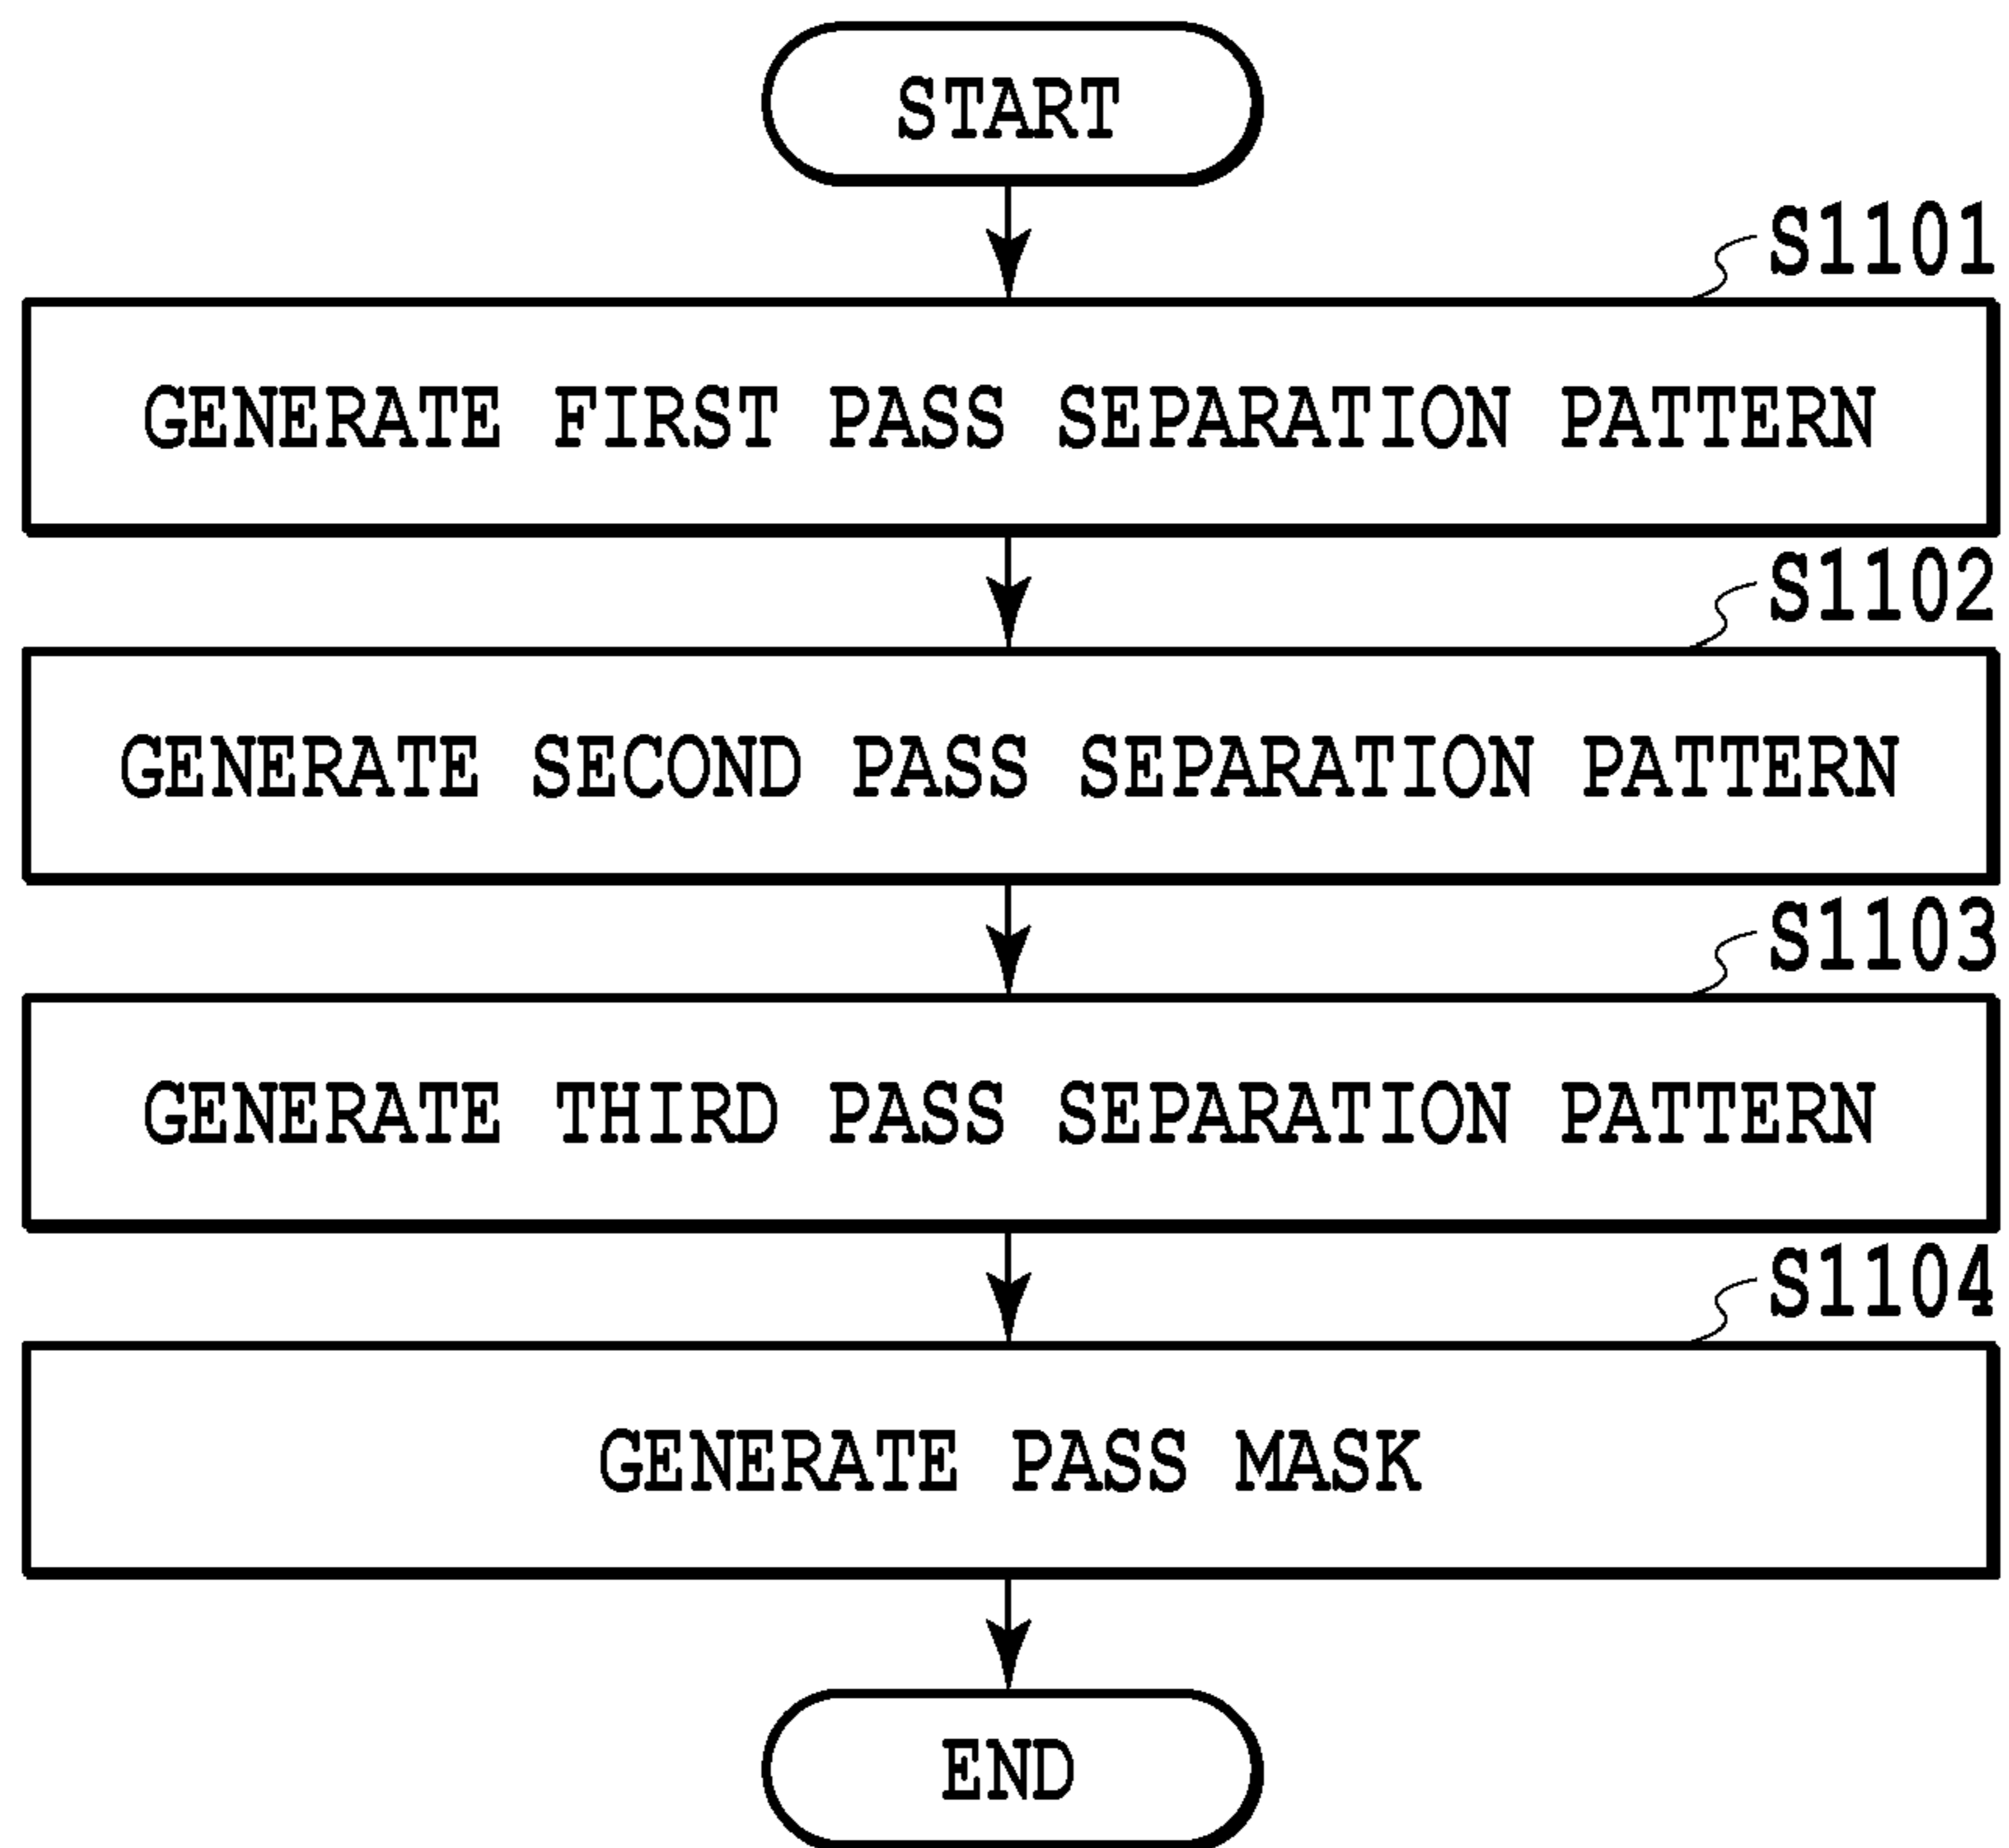 START
S1101
GENERATE FIRST PASS SEPARATION PATTERN
S1102
GENERATE SECOND PASS SEPARATION PATTERN
S1103
GENERATE THIRD PASS SEPARATION PATTERN
S1104
GENERATE PASS MASK
END